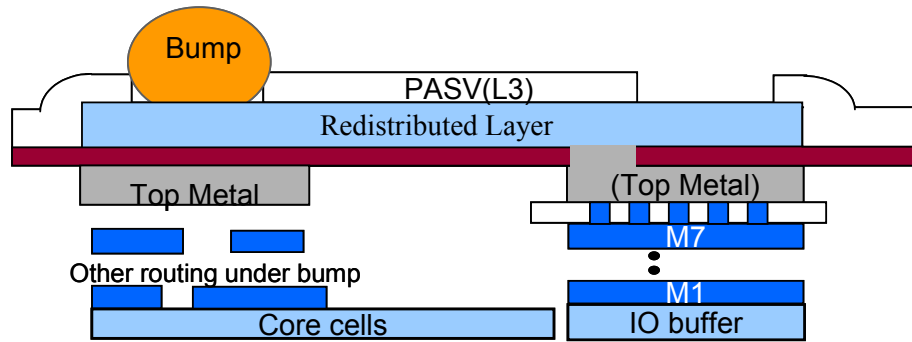 Bump
PASV(L3)
Redistributed Layer
Top Metal
(Top Metal)
M7
Other routing under bump
M1
Core cells
IO buffer